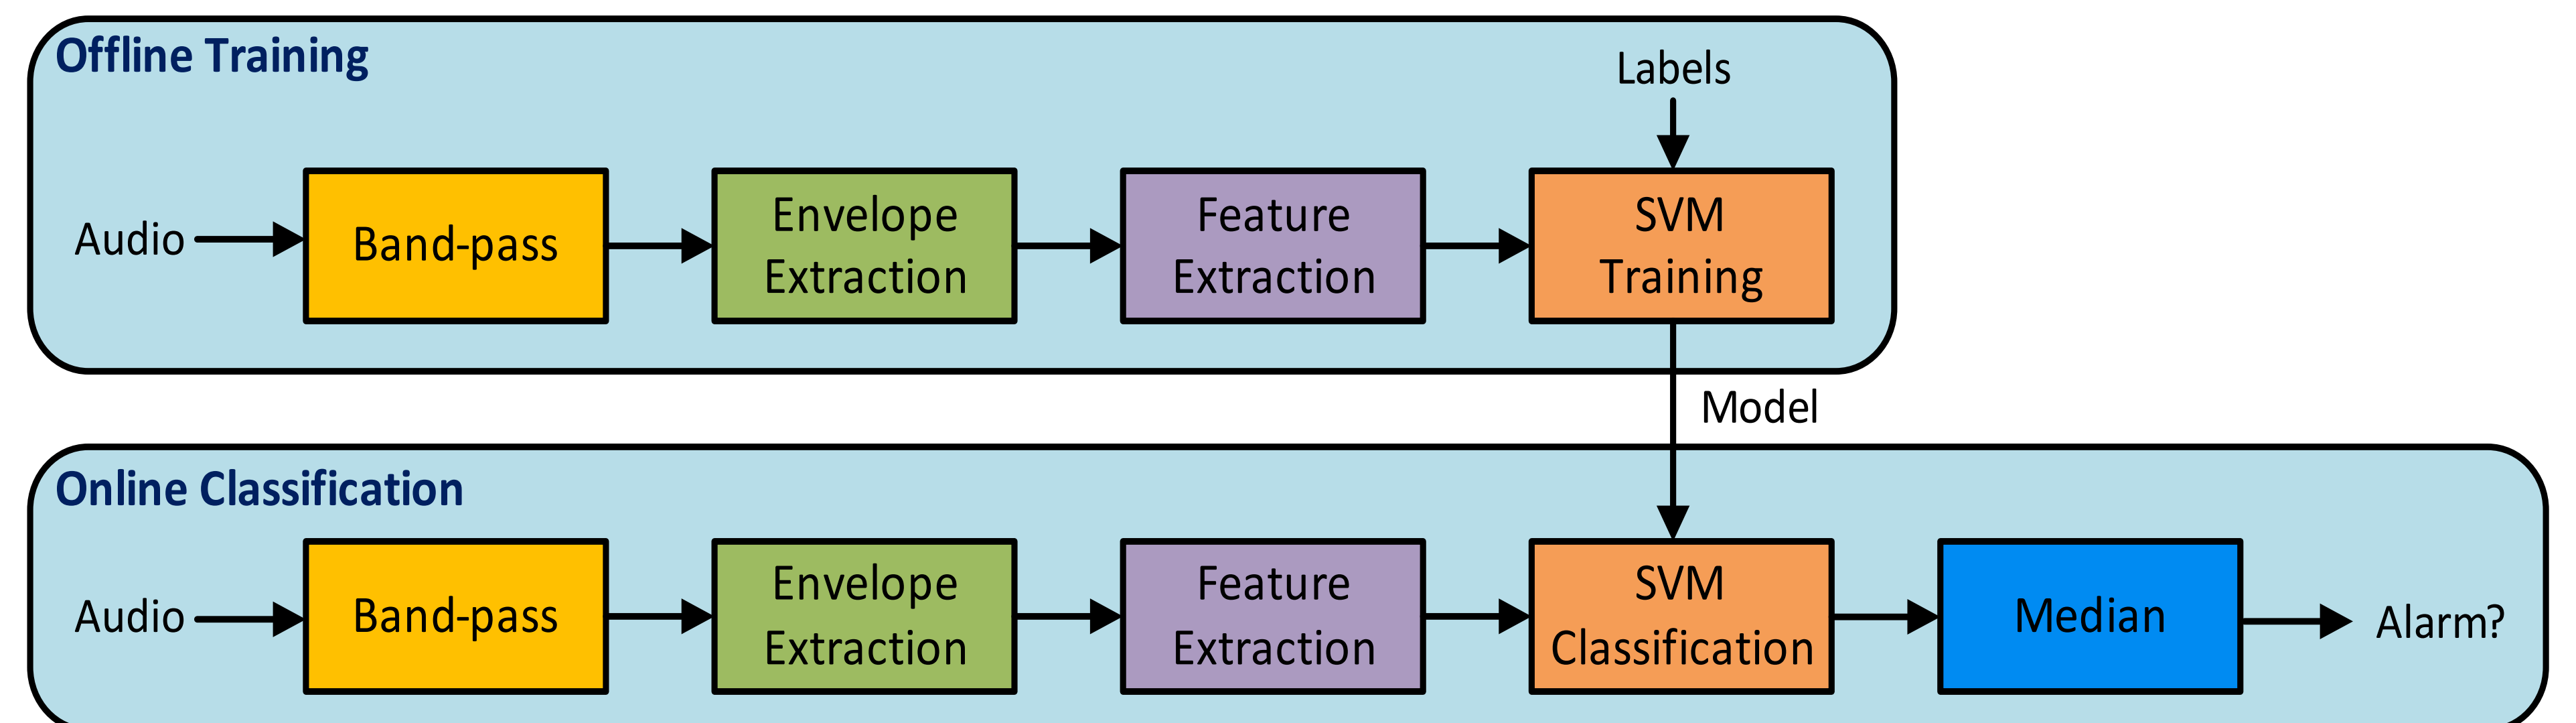 Offline Training
Labels
Audio
Band-pass
Envelope
Extraction
Feature
Extraction
SVM
Training
Model
Online Classification
Audio
Band-pass
Envelope
Extraction
Feature
Extraction
SVM
Classification
Median
Alarm?